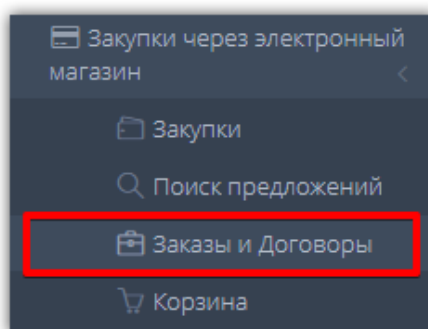 Закупки через электронный
магазин
Закупки
Поиск предложений
Заказы и Договоры
Корзина